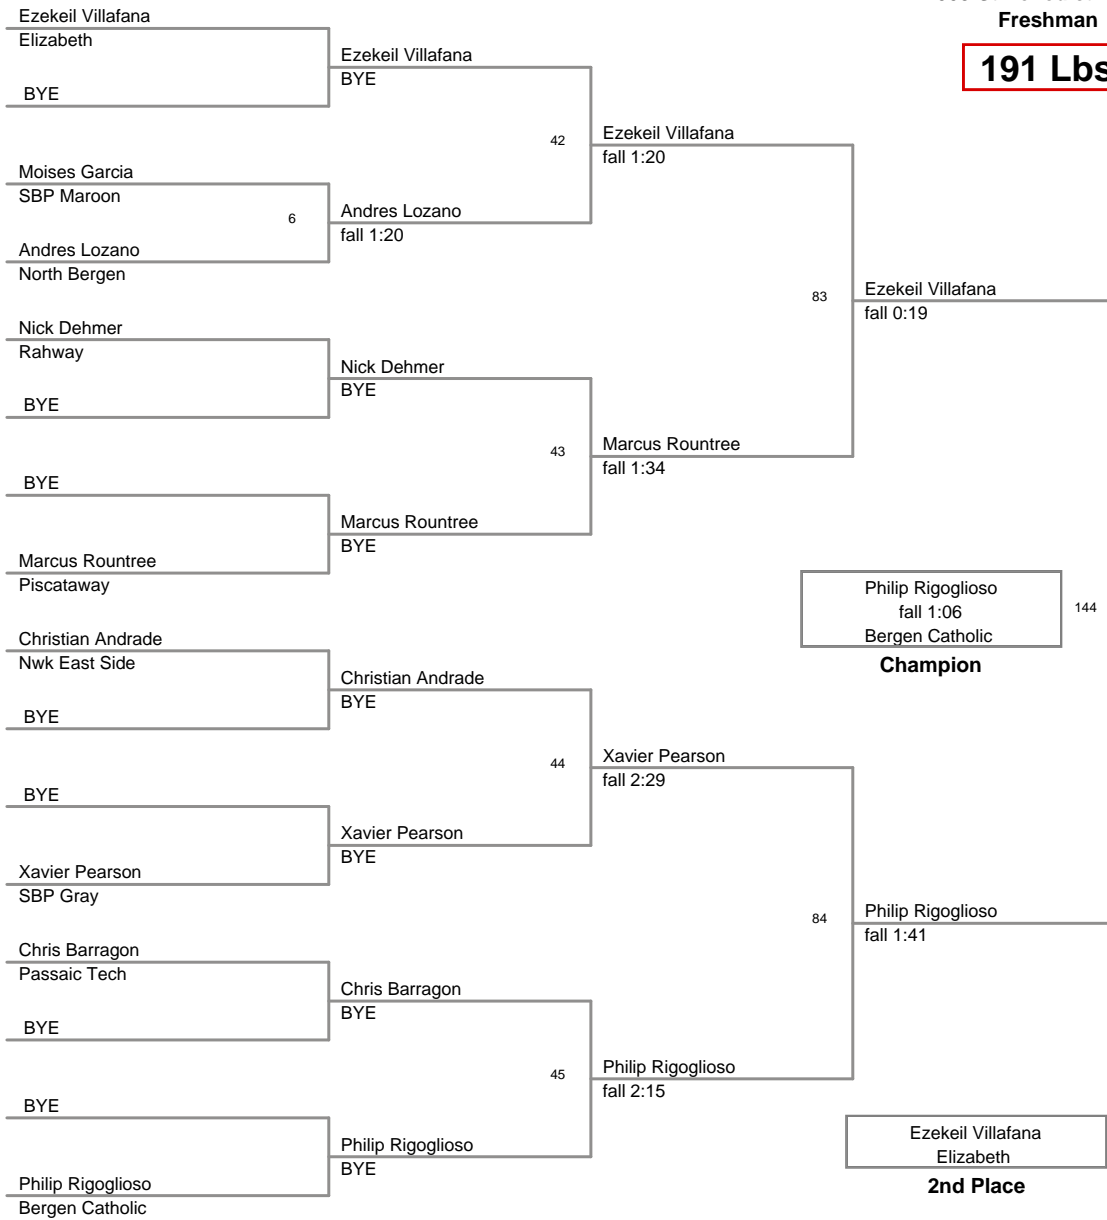 Freshman
191 Lbs
Ezekeil Villafana
Elizabeth
BYE
Moises Garcia
SBP Maroon
6
Andres Lozano
North Bergen
Nick Dehmer
Rahway
BYE
BYE
Marcus Rountree
Piscataway
Christian Andrade
Nwk East Side
BYE
BYE
Xavier Pearson
SBP Gray
Chris Barragon
Passaic Tech
BYE
BYE
Philip Rigoglioso
Bergen Catholic
Ezekeil Villafana
BYE
42
Andres Lozano
fall 1:20
Nick Dehmer
BYE
43
Marcus Rountree
BYE
Christian Andrade
BYE
44
Xavier Pearson
BYE
Chris Barragon
BYE
45
Philip Rigoglioso
BYE
Ezekeil Villafana
fall 1:20
83
Marcus Rountree
fall 1:34
Xavier Pearson
fall 2:29
84
Philip Rigoglioso
fall 2:15
Ezekeil Villafana
fall 0:19
Philip Rigoglioso
fall 1:06
Bergen Catholic
144
Champion
Philip Rigoglioso
fall 1:41
Ezekeil Villafana
Elizabeth
2nd Place